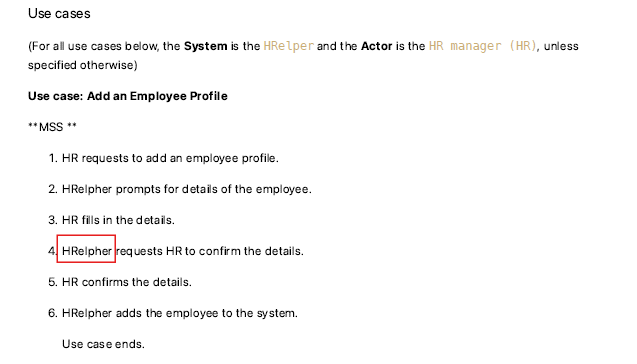 Use cases
(For all use cases below, the System is the HRelper and the Actor is the HR manager (HR), unless
specified otherwise)
Use case: Add an Employee Profile
**MSS **
1. HR requests to add an employee profile.
2. HRelpher prompts for details of the employee.
3. HR fills in the details.
4. HRelpher requests HR to confirm the details.
5. HR confirms the details.
6. HRelpher adds the employee to the system.
Use case ends.